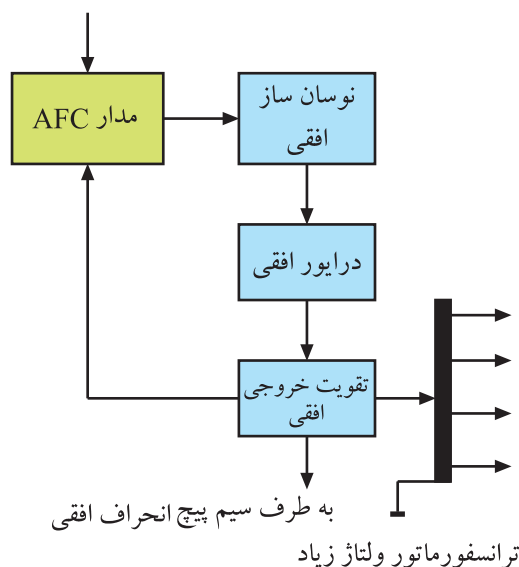 مدار AFC
نوسان ساز
افقی
درایور افقی
تقویت خروجی
افقی
به طرف سیم پیچ انحراف افقی
ترانسفورماتور ولتاژ زیاد